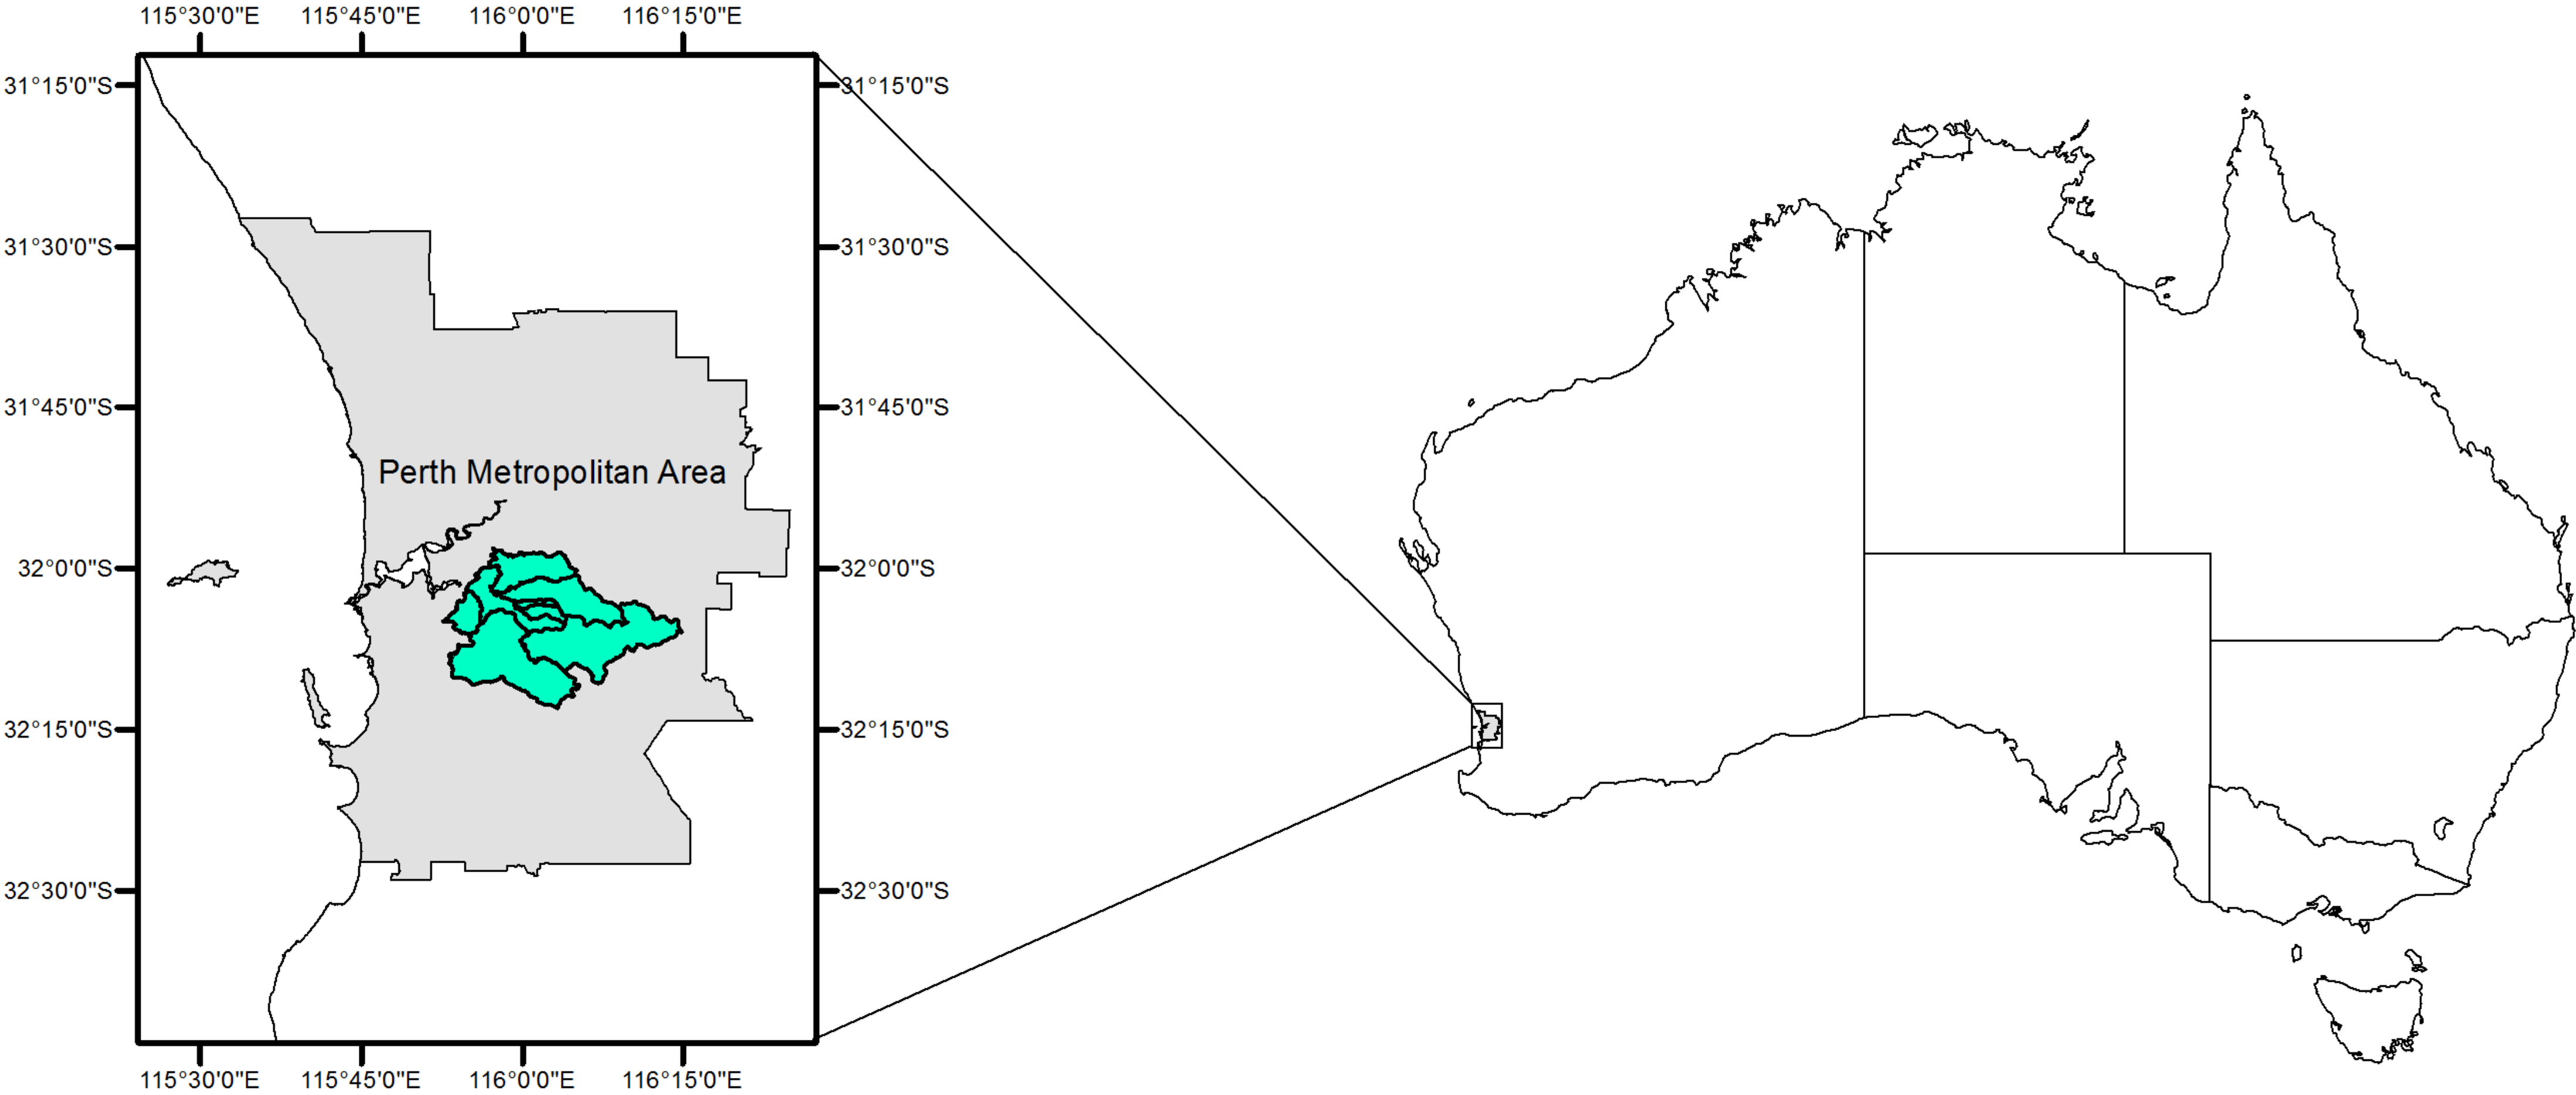 115°30'0"E 115°45'0"E 116°0'0"E 116°15'0"E
31°15'0"S 31°15'0"S
31°30'0"S 31°30'0"S
31°45'0"S 31°45'0"S
Perth Metropolitan Area
32°0'0"S 32°0'0"S
32°15'0"S 32°15'0"S
32°30'0"S 32°30'0"S
115°30'0"E 115°45'0"E 116°0'0"E 116°15'0"E